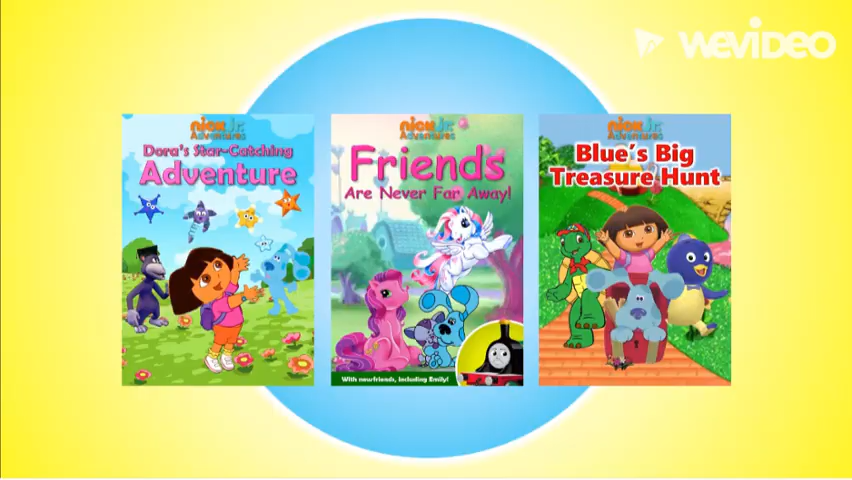 WEVIDEO
nick jr.
Adventures
Dora's Star-Catching
Adventure
nick jr.
Adventures
Friends
Are Never Far Away!
With new friends, including Emily!
nick jr.
Adventures
Blue's Big
Treasure Hunt